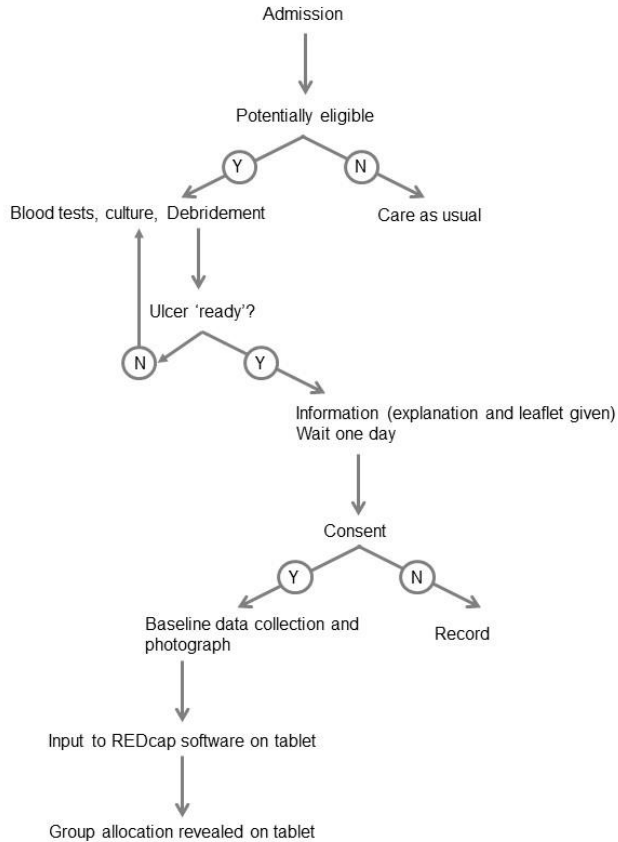 Admission
Potentially eligible
Y
N
Blood tests, culture, Debridement
Care as usual
Ulcer ‘ready’?
N
Y
Information (explanation and leaflet given)
Wait one day
Consent
Y
N
Baseline data collection and
photograph
Record
Input to REDcap software on tablet
Group allocation revealed on tablet